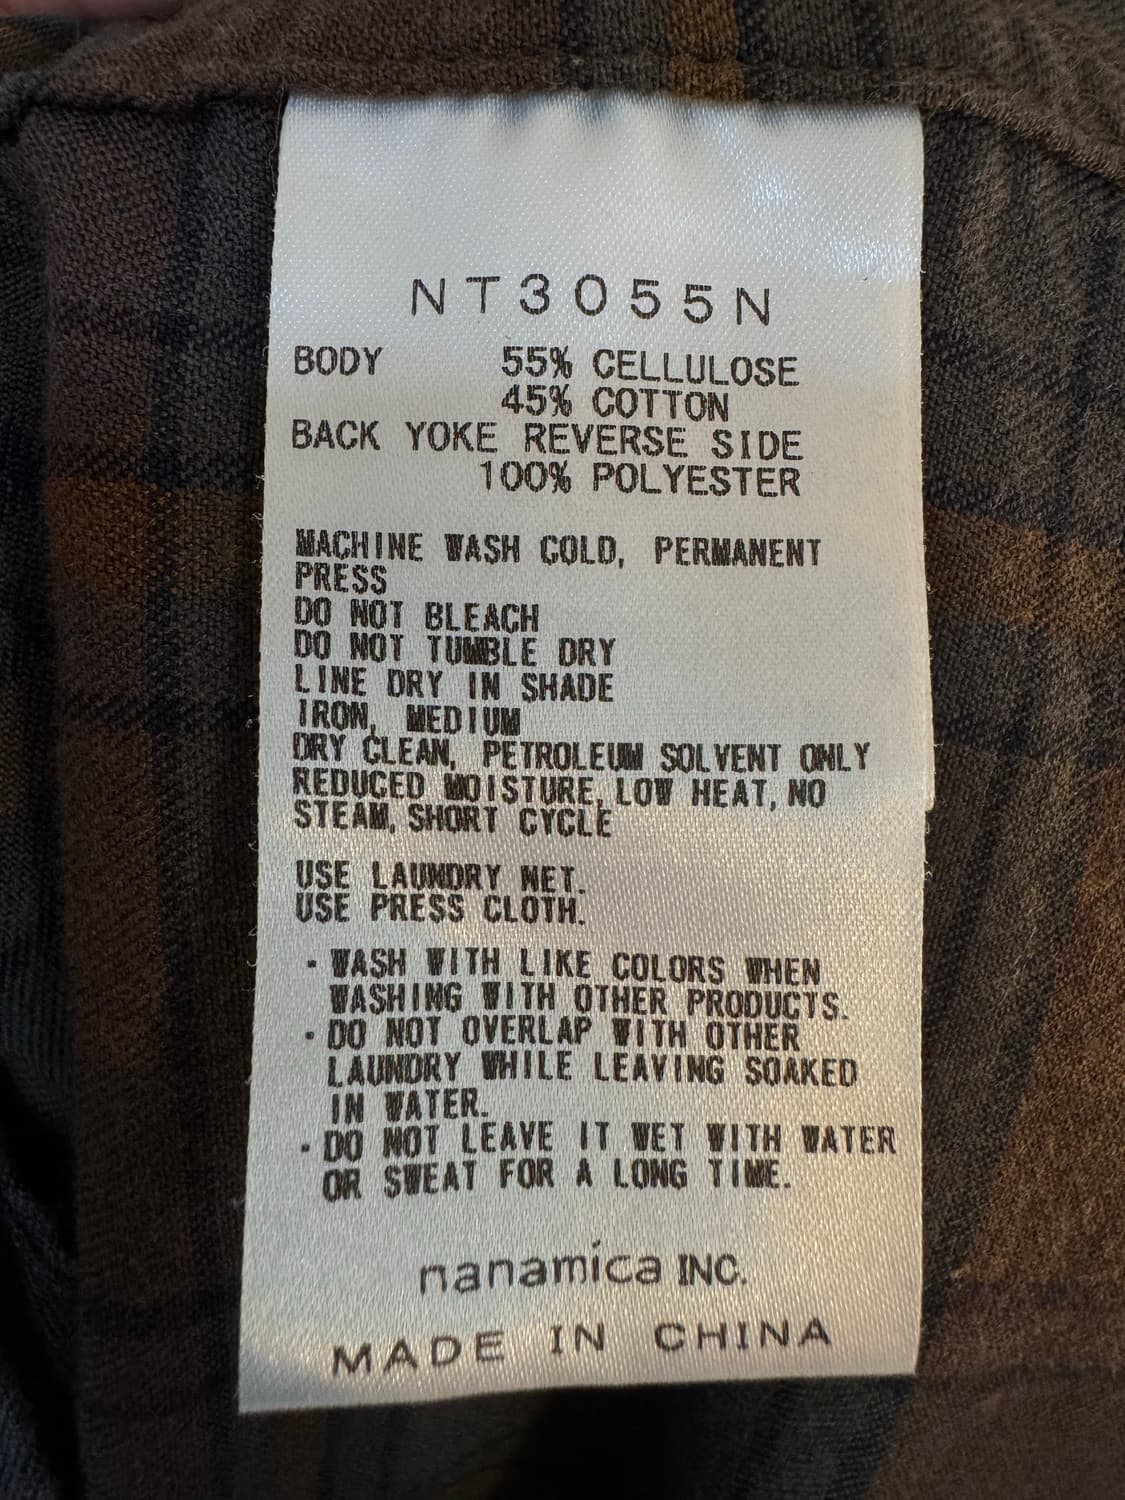 NT3055N
BODY 55% CELLULOSE
45% COTTON
BACK YOKE REVERSE SIDE
100% POLYESTER
MACHINE WASH COLD, PERMANENT
PRESS
DO NOT BLEACH
DO NOT TUMBLE DRY
LINE DRY IN SHADE
IRON, MEDIUM
DRY CLEAN, PETROLEUM SOLVENT ONLY
REDUCED MOISTURE, LOW HEAT, NO
STEAM, SHORT CYCLE
USE LAUNDRY NET.
USE PRESS CLOTH.
・WASH WITH LIKE COLORS WHEN
WASHING WITH OTHER PRODUCTS.
・DO NOT OVERLAP WITH OTHER
LAUNDRY WHILE LEAVING SOAKED
IN WATER.
・DO NOT LEAVE IT WET WITH WATER
OR SWEAT FOR A LONG TIME.
nanamíca INC.
MADE IN CHINA